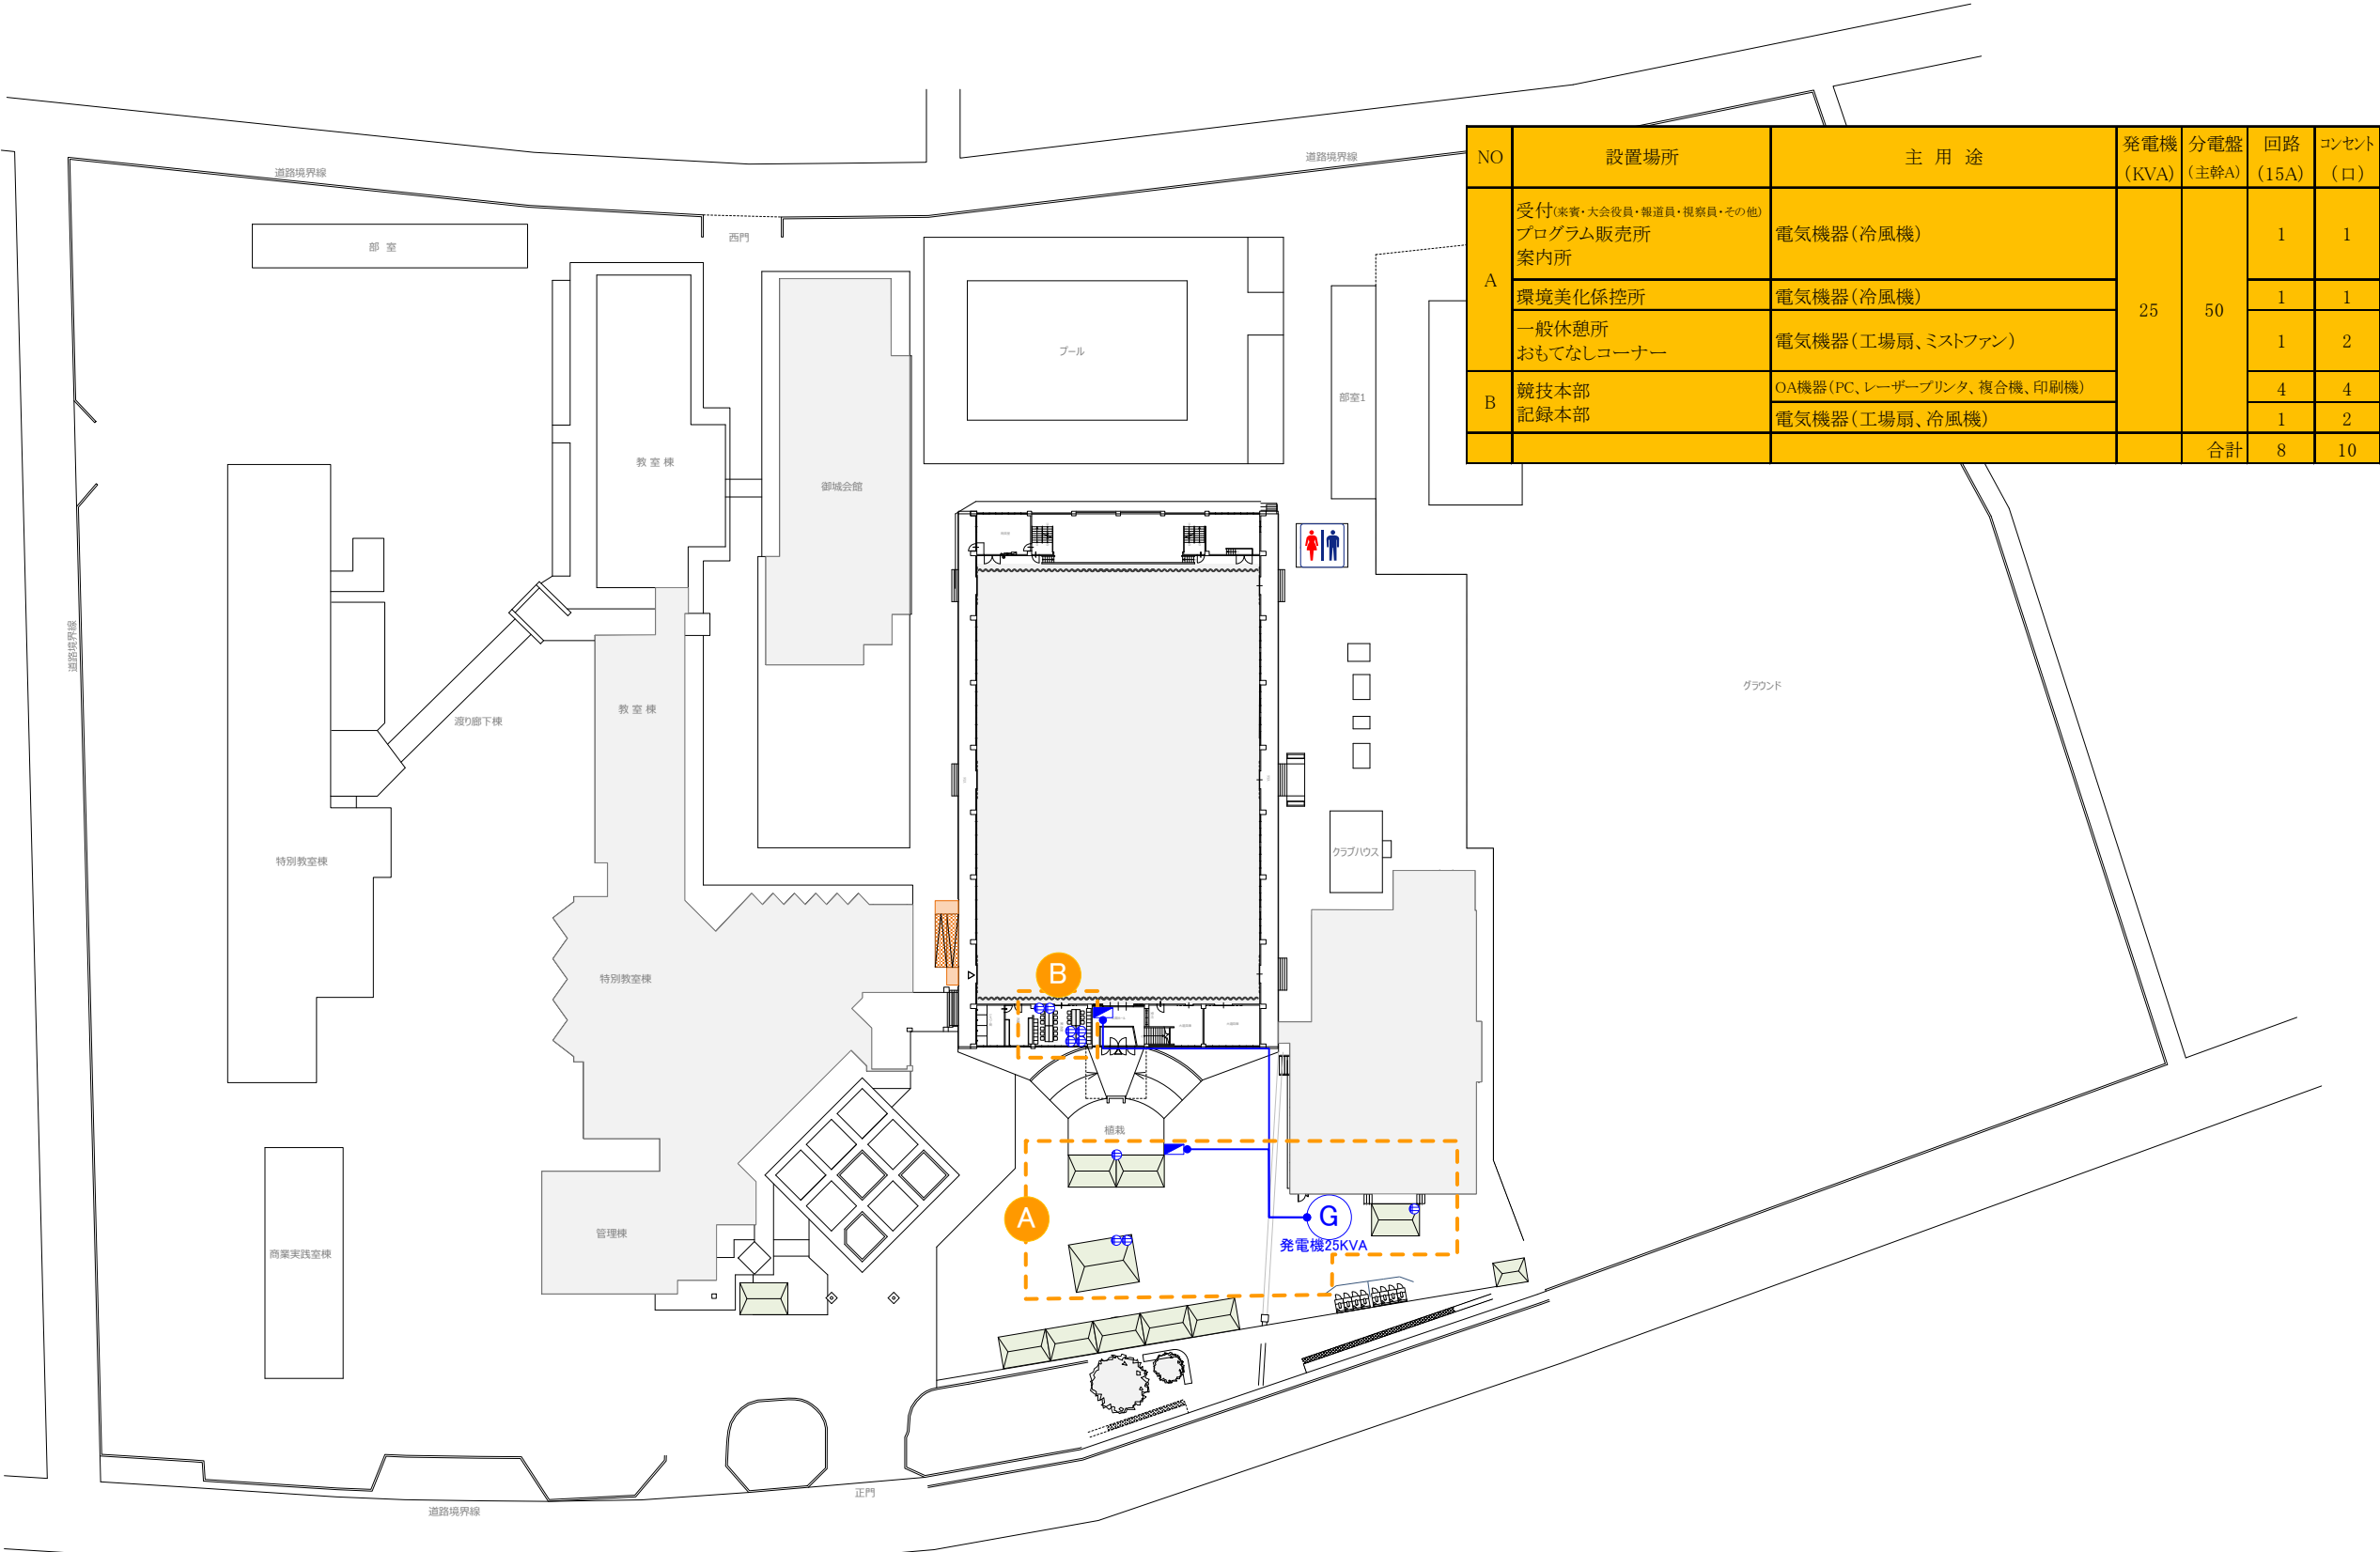 道路境界線
道路境界線
西門
部 室
NO
設置場所
主 用 途
発電機
(KVA)
分電盤
(主幹A)
回路
(15A)
コンセント
(口)
A
受付(来賓・大会役員・報道員・視察員・その他)
プログラム販売所
案内所
電気機器(冷風機)
1
1
環境美化係控所
電気機器(冷風機)
25
50
1
1
一般休憩所
おもてなしコーナー
電気機器(工場扇、ミストファン)
1
2
B
競技本部
記録本部
OA機器(PC、レーザープリンタ、複合機、印刷機)
4
4
電気機器(工場扇、冷風機)
1
2
合計
8
10
プール
部室1
教 室 棟
御城会館
道路境界線
教 室 棟
渡り廊下棟
グラウンド
特別教室棟
クラブハウス
特別教室棟
B
植栽
A
G
発電機25KVA
管理棟
商業実践室棟
正門
道路境界線